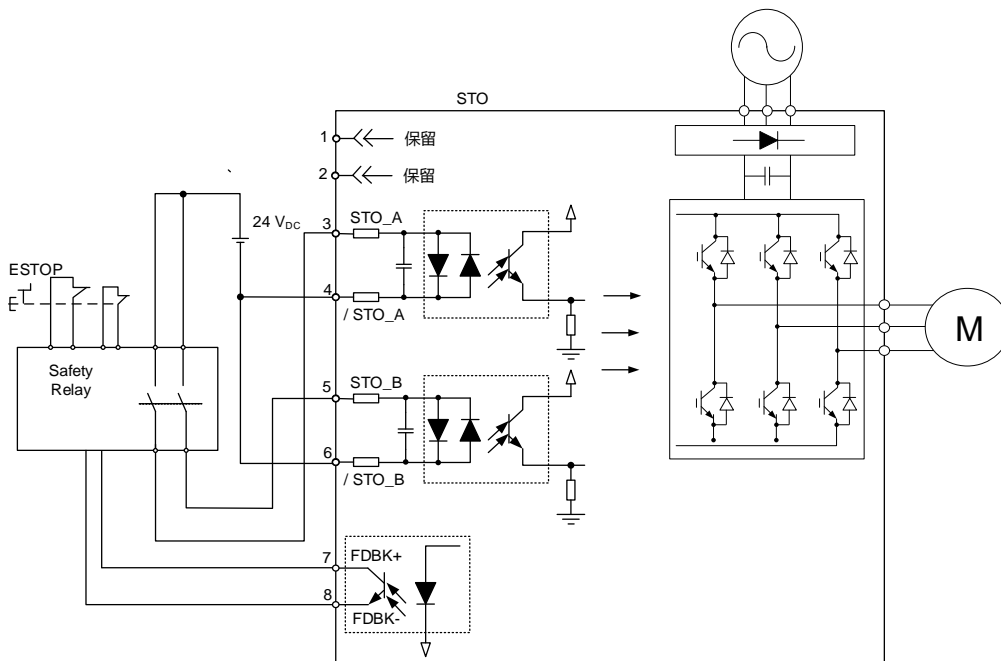 STO
1
保留
2
保留
24 VDC
3
STO_A
ESTOP
4
/ STO_A
M
Safety
Relay
5
STO_B
6
/ STO_B
7
FDBK+
8
FDBK-